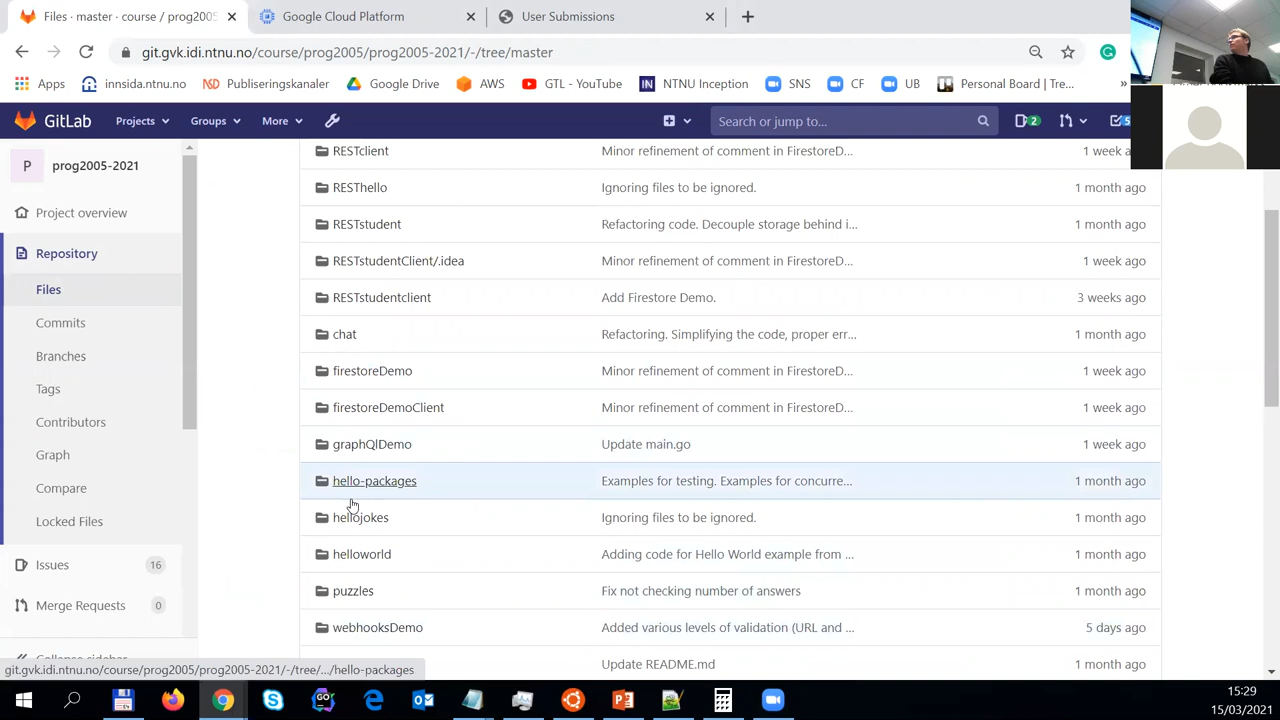 Files · master · course / prog2005
Google Cloud Platform
User Submissions
git.gvk.idi.ntnu.no/course/prog2005/prog2005-2021/-/tree/master
Apps
innsida.ntnu.no
Publiseringskanaler
Google Drive
AWS
GTL - YouTube
NTNU Inception
SNS
CF
UB
Personal Board | Tre...
GitLab
Projects
Groups
More
Search or jump to...
2
5
P
prog2005-2021
Project overview
Repository
Files
Commits
Branches
Tags
Contributors
Graph
Compare
Locked Files
Issues 16
Merge Requests 0
RESTclient Minor refinement of comment in FirestoreD... 1 week a
RESThello Ignoring files to be ignored. 1 month ago
RESTstudent Refactoring code. Decouple storage behind i... 1 month ago
RESTstudentClient/.idea Minor refinement of comment in FirestoreD... 1 week ago
RESTstudentclient Add Firestore Demo. 3 weeks ago
chat Refactoring. Simplifying the code, proper err... 1 month ago
firestoreDemo Minor refinement of comment in FirestoreD... 1 week ago
firestoreDemoClient Minor refinement of comment in FirestoreD... 1 week ago
graphQlDemo Update main.go 1 week ago
hello-packages Examples for testing. Examples for concurre... 1 month ago
hellojokes Ignoring files to be ignored. 1 month ago
helloworld Adding code for Hello World example from ... 1 month ago
puzzles Fix not checking number of answers 1 month ago
webhooksDemo Added various levels of validation (URL and ... 5 days ago
Update README.md 1 month ago
Collapse sidebar
git.gvk.idi.ntnu.no/course/prog2005/prog2005-2021/-/tree/.../hello-packages
GO
15:29
15/03/2021